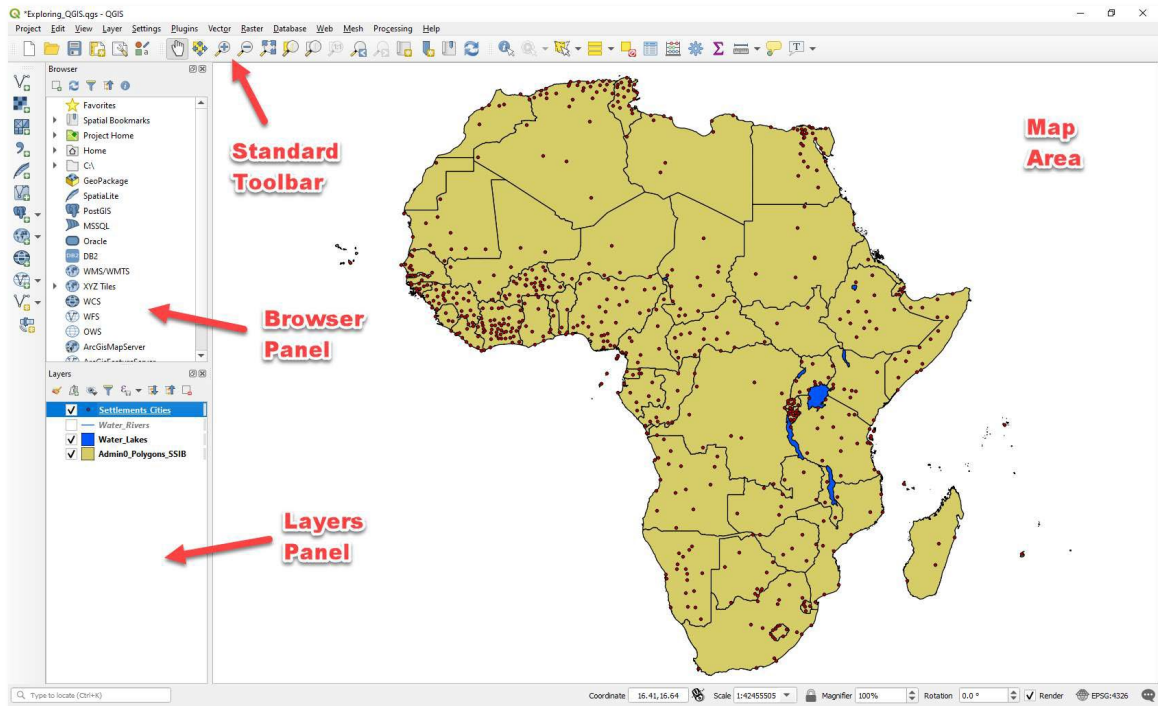 *Exploring_QGIS.qgs - QGIS
Project Edit View Layer Settings Plugins Vector Raster Database Web Mesh Processing Help
Browser
Favorites
Spatial Bookmarks
Project Home
Home
C:\
GeoPackage
SpatiaLite
PostGIS
MSSQL
Oracle
DB2
WMS/WMTS
XYZ Tiles
WCS
WFS
OWS
ArcGisMapServer
ArcGisFeatureServer
Layers
Settlements_Cities
Water_Rivers
Water_Lakes
Admin0_Polygons_SSIB
Standard
Toolbar
Browser
Panel
Layers
Panel
Map
Area
Type to locate (Ctrl+K)
Coordinate 16.41,16.64 Scale 1:42455505 Magnifier 100% Rotation 0.0 ° Render EPSG:4326